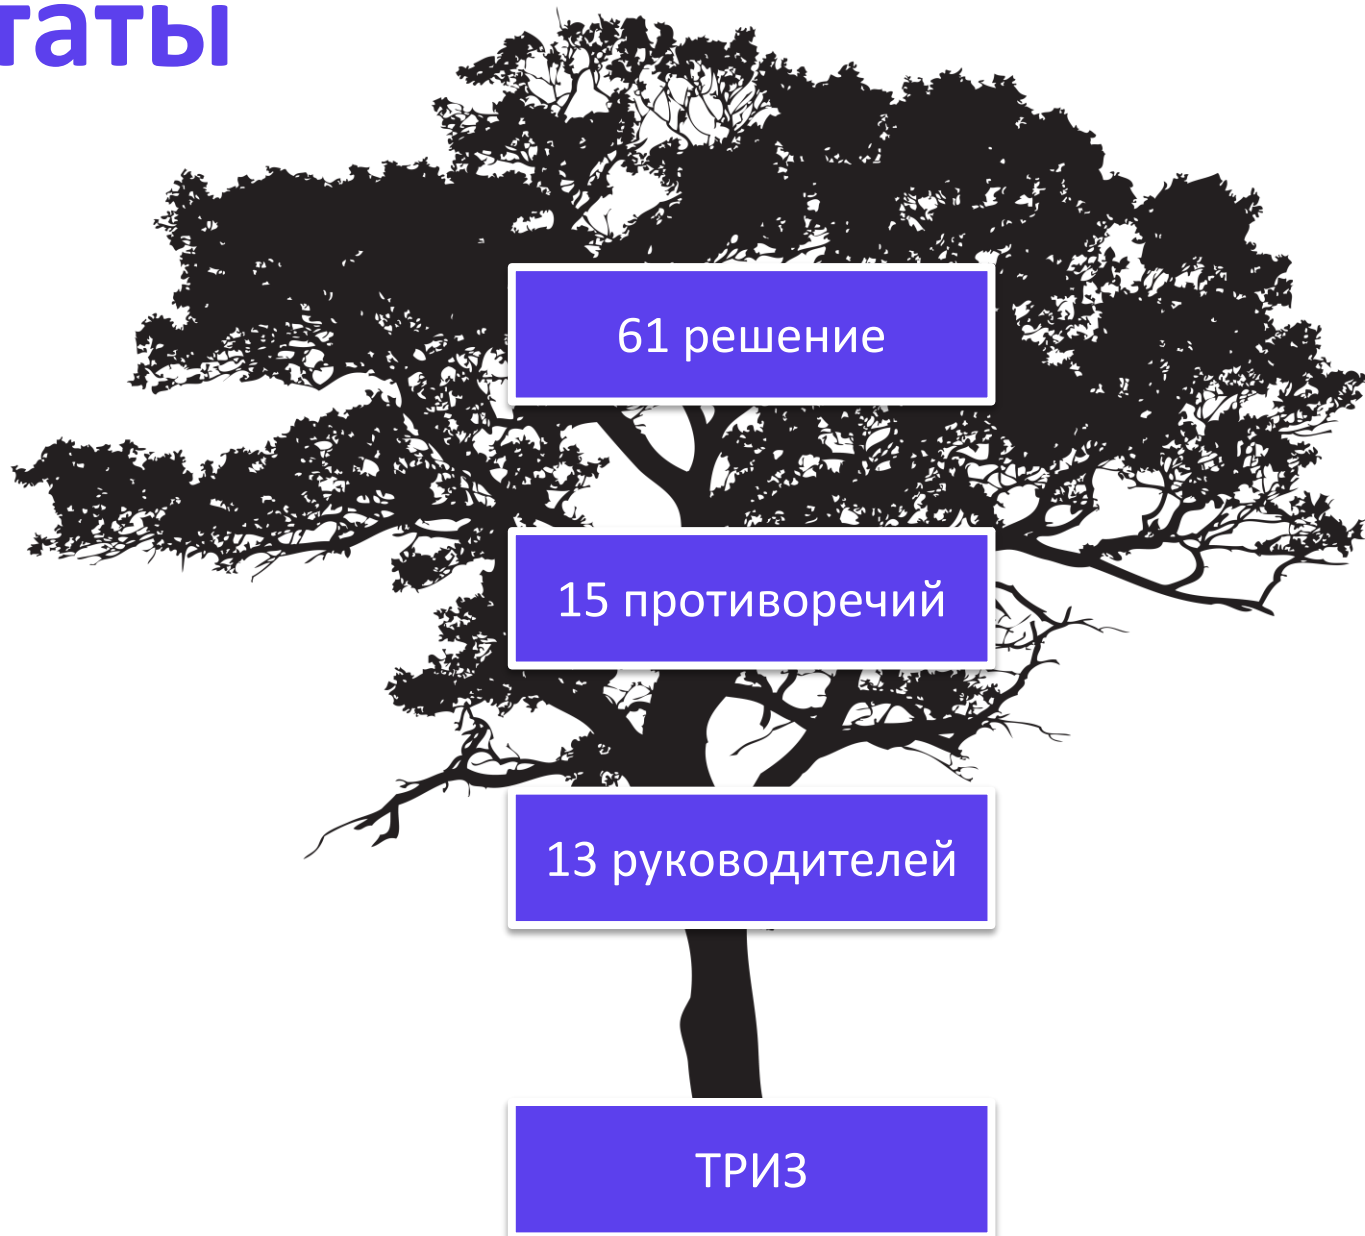 таты
61 решение
15 противоречий
13 руководителей
ТРИЗ